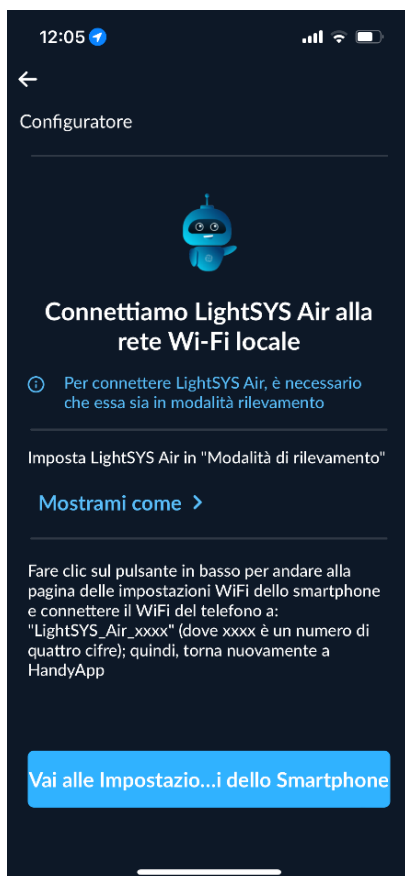 12:05
Configuratore
Connettiamo LightSYS Air alla
rete Wi-Fi locale
Per connettere LightSYS Air, è necessario
che essa sia in modalità rilevamento
Imposta LightSYS Air in "Modalità di rilevamento"
Mostrami come
Fare clic sul pulsante in basso per andare alla
pagina delle impostazioni WiFi dello smartphone
e connettere il WiFi del telefono a:
"LightSYS_Air_xxxx" (dove xxxx è un numero di
quattro cifre); quindi, torna nuovamente a
HandyApp
Vai alle Impostazio...i dello Smartphone